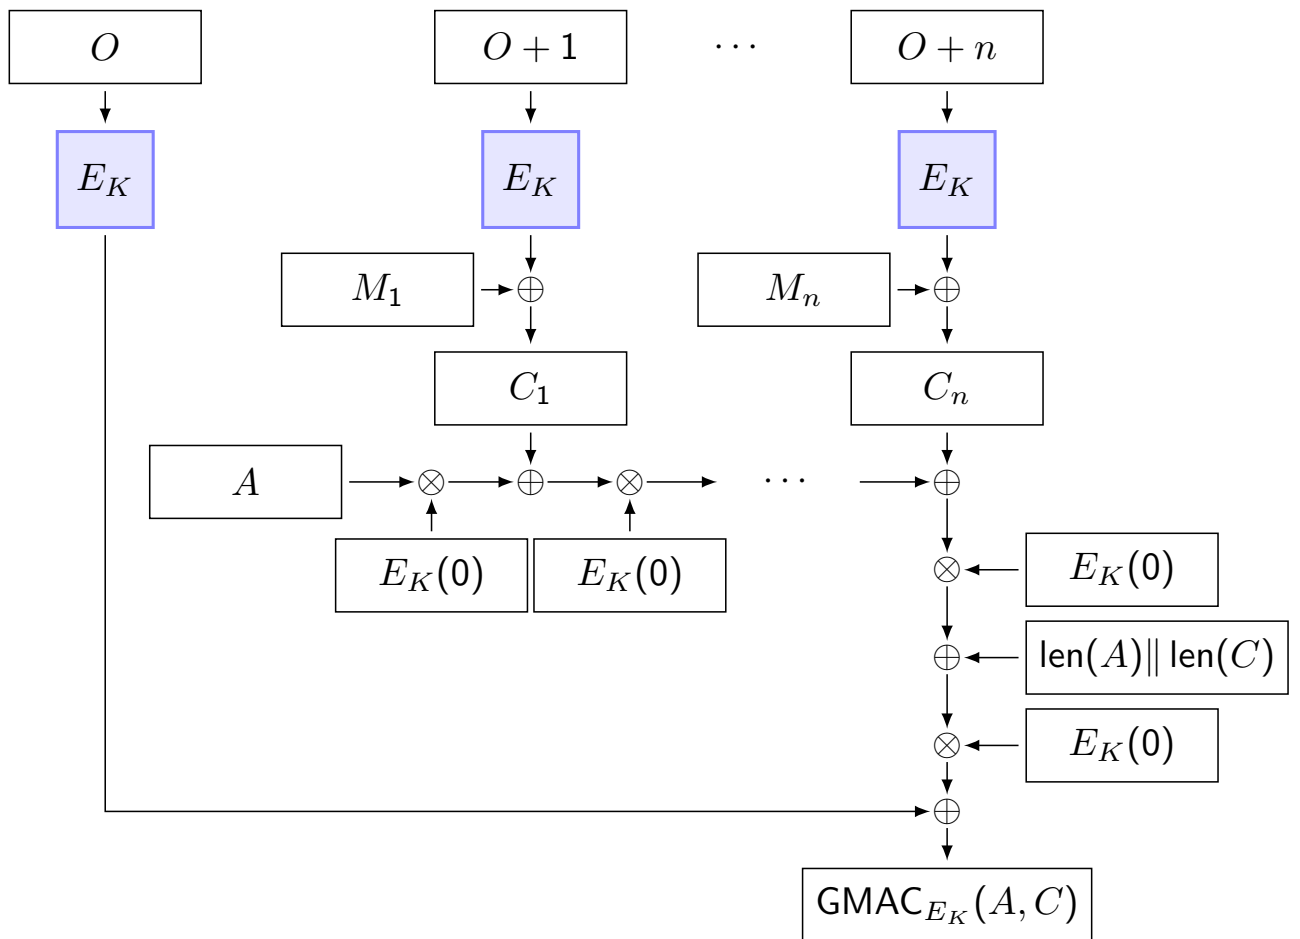 O O + 1 ··· O + n
E_K E_K E_K
M_1 M_n
C_1 C_n
A ···
E_K(0) E_K(0) E_K(0)
len(A)‖ len(C)
E_K(0)
GMAC_{E_K}(A, C)